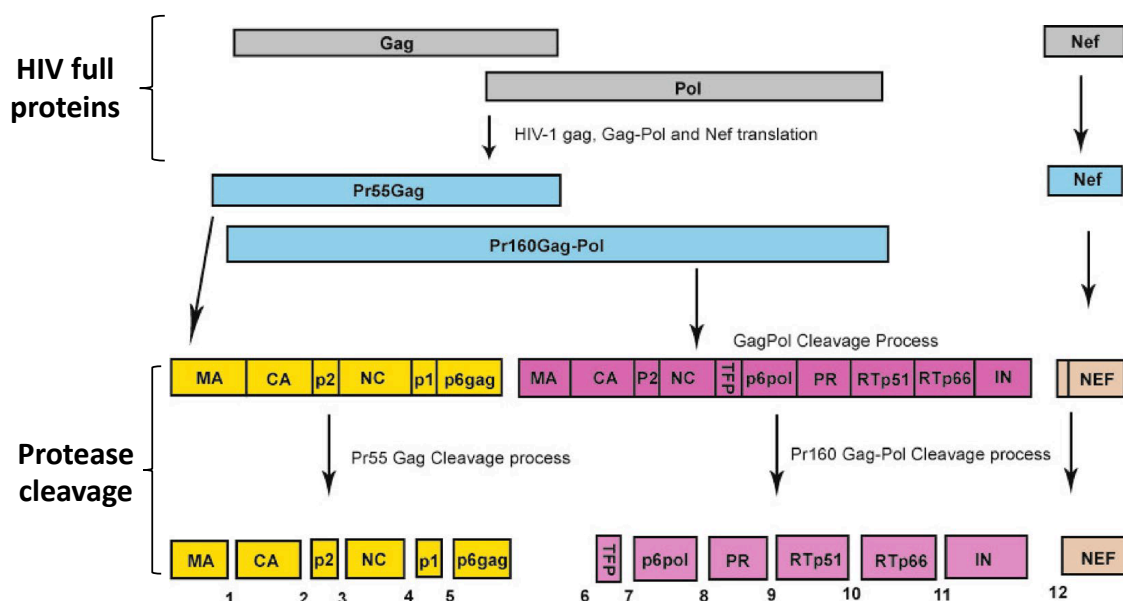 HIV full
proteins
Gag
Nef
Pol
HIV-1 gag, Gag-Pol and Nef translation
Pr55Gag
Nef
Pr160Gag-Pol
GagPol Cleavage Process
MA CA p2 NC p1 p6gag
MA CA P2 NC TFP p6pol PR RTp51 RTp66 IN
NEF
Protease
cleavage
Pr55 Gag Cleavage process
Pr160 Gag-Pol Cleavage process
MA CA p2 NC p1 p6gag
TFP p6pol PR RTp51 RTp66 IN
NEF
1 2 3 4 5 6 7 8 9 10 11 12